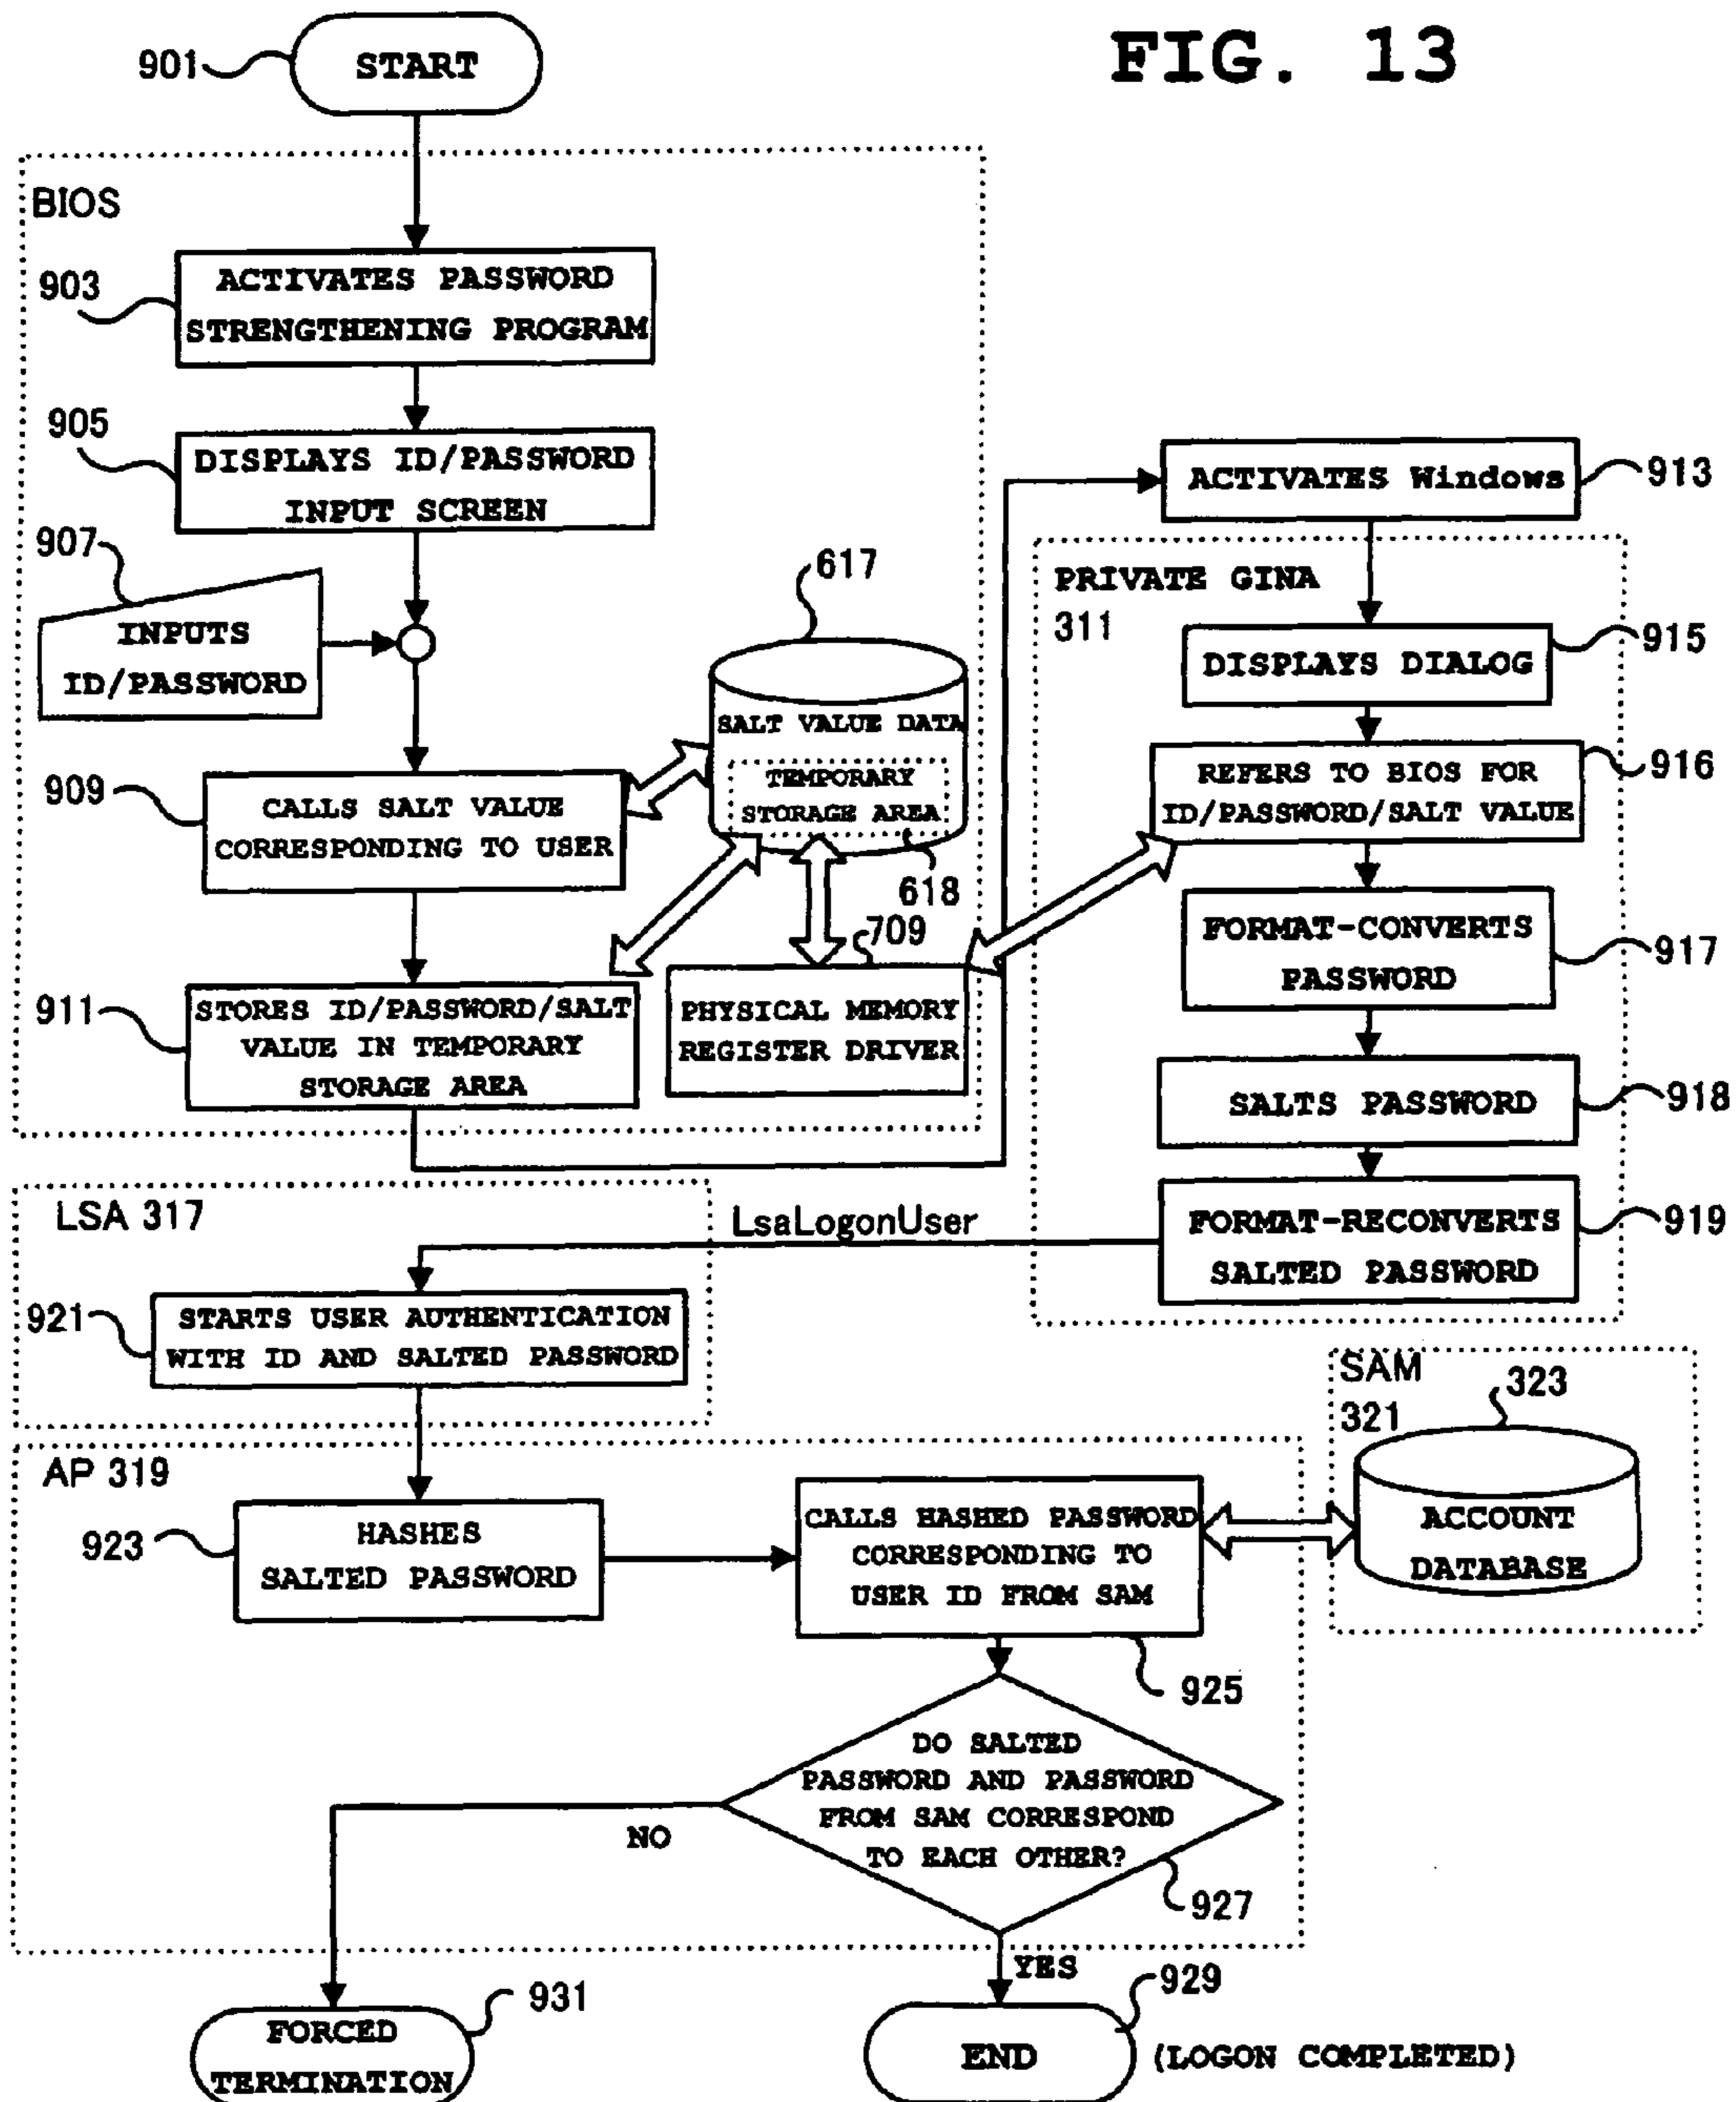 FIG. 13
901
START
BIOS
903
ACTIVATES PASSWORD
STRENGTHENING PROGRAM
905
DISPLAYS ID/PASSWORD
INPUT SCREEN
907
INPUTS
ID/PASSWORD
617
SALT VALUE DATA
TEMPORARY
STORAGE AREA
618
909
CALLS SALT VALUE
CORRESPONDING TO USER
709
PHYSICAL MEMORY
REGISTER DRIVER
911
STORES ID/PASSWORD/SALT
VALUE IN TEMPORARY
STORAGE AREA
ACTIVATES Windows
913
PRIVATE GINA
311
DISPLAYS DIALOG
915
REFERS TO BIOS FOR
ID/PASSWORD/SALT VALUE
916
FORMAT-CONVERTS
PASSWORD
917
SALTS PASSWORD
918
FORMAT-RECONVERTS
SALTED PASSWORD
919
LsaLogonUser
LSA 317
921
STARTS USER AUTHENTICATION
WITH ID AND SALTED PASSWORD
AP 319
923
HASHES
SALTED PASSWORD
CALLS HASHED PASSWORD
CORRESPONDING TO
USER ID FROM SAM
925
SAM
321
323
ACCOUNT
DATABASE
DO SALTED
PASSWORD AND PASSWORD
FROM SAM CORRESPOND
TO EACH OTHER?
927
NO
YES
931
FORCED
TERMINATION
929
END
(LOGON COMPLETED)